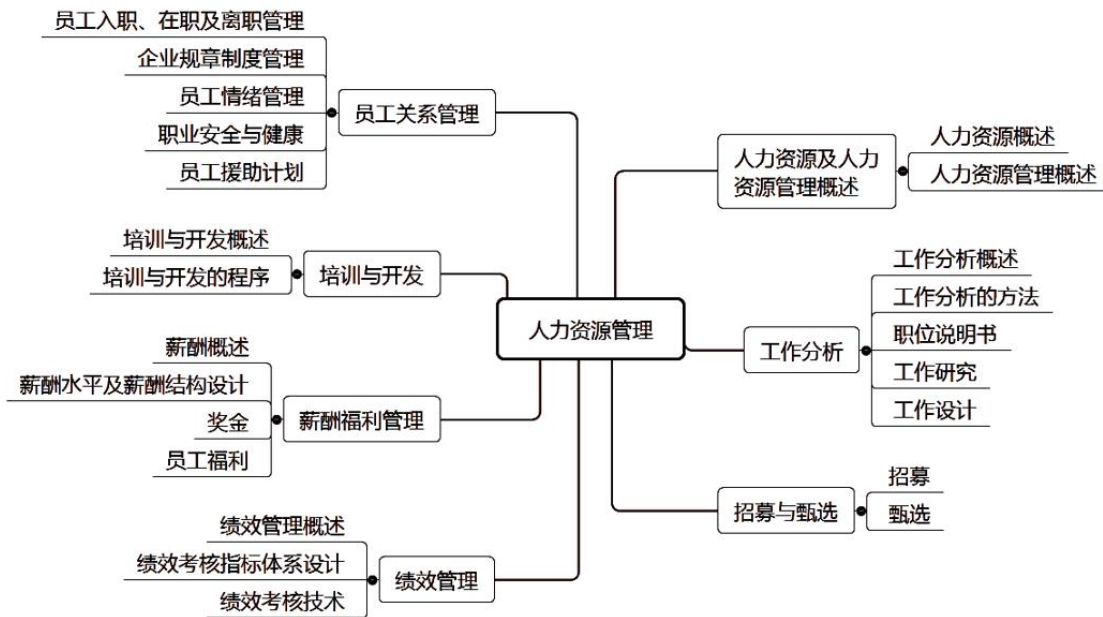 员工入职、在职及离职管理
企业规章制度管理
员工情绪管理
职业安全与健康
员工援助计划
员工关系管理
培训与开发概述
培训与开发的程序
培训与开发
薪酬概述
薪酬水平及薪酬结构设计
奖金
员工福利
薪酬福利管理
绩效管理概述
绩效考核指标体系设计
绩效考核技术
绩效管理
人力资源管理
人力资源及人力
资源管理概述
人力资源概述
人力资源管理概述
工作分析
工作分析概述
工作分析的方法
职位说明书
工作研究
工作设计
招募与甄选
招募
甄选